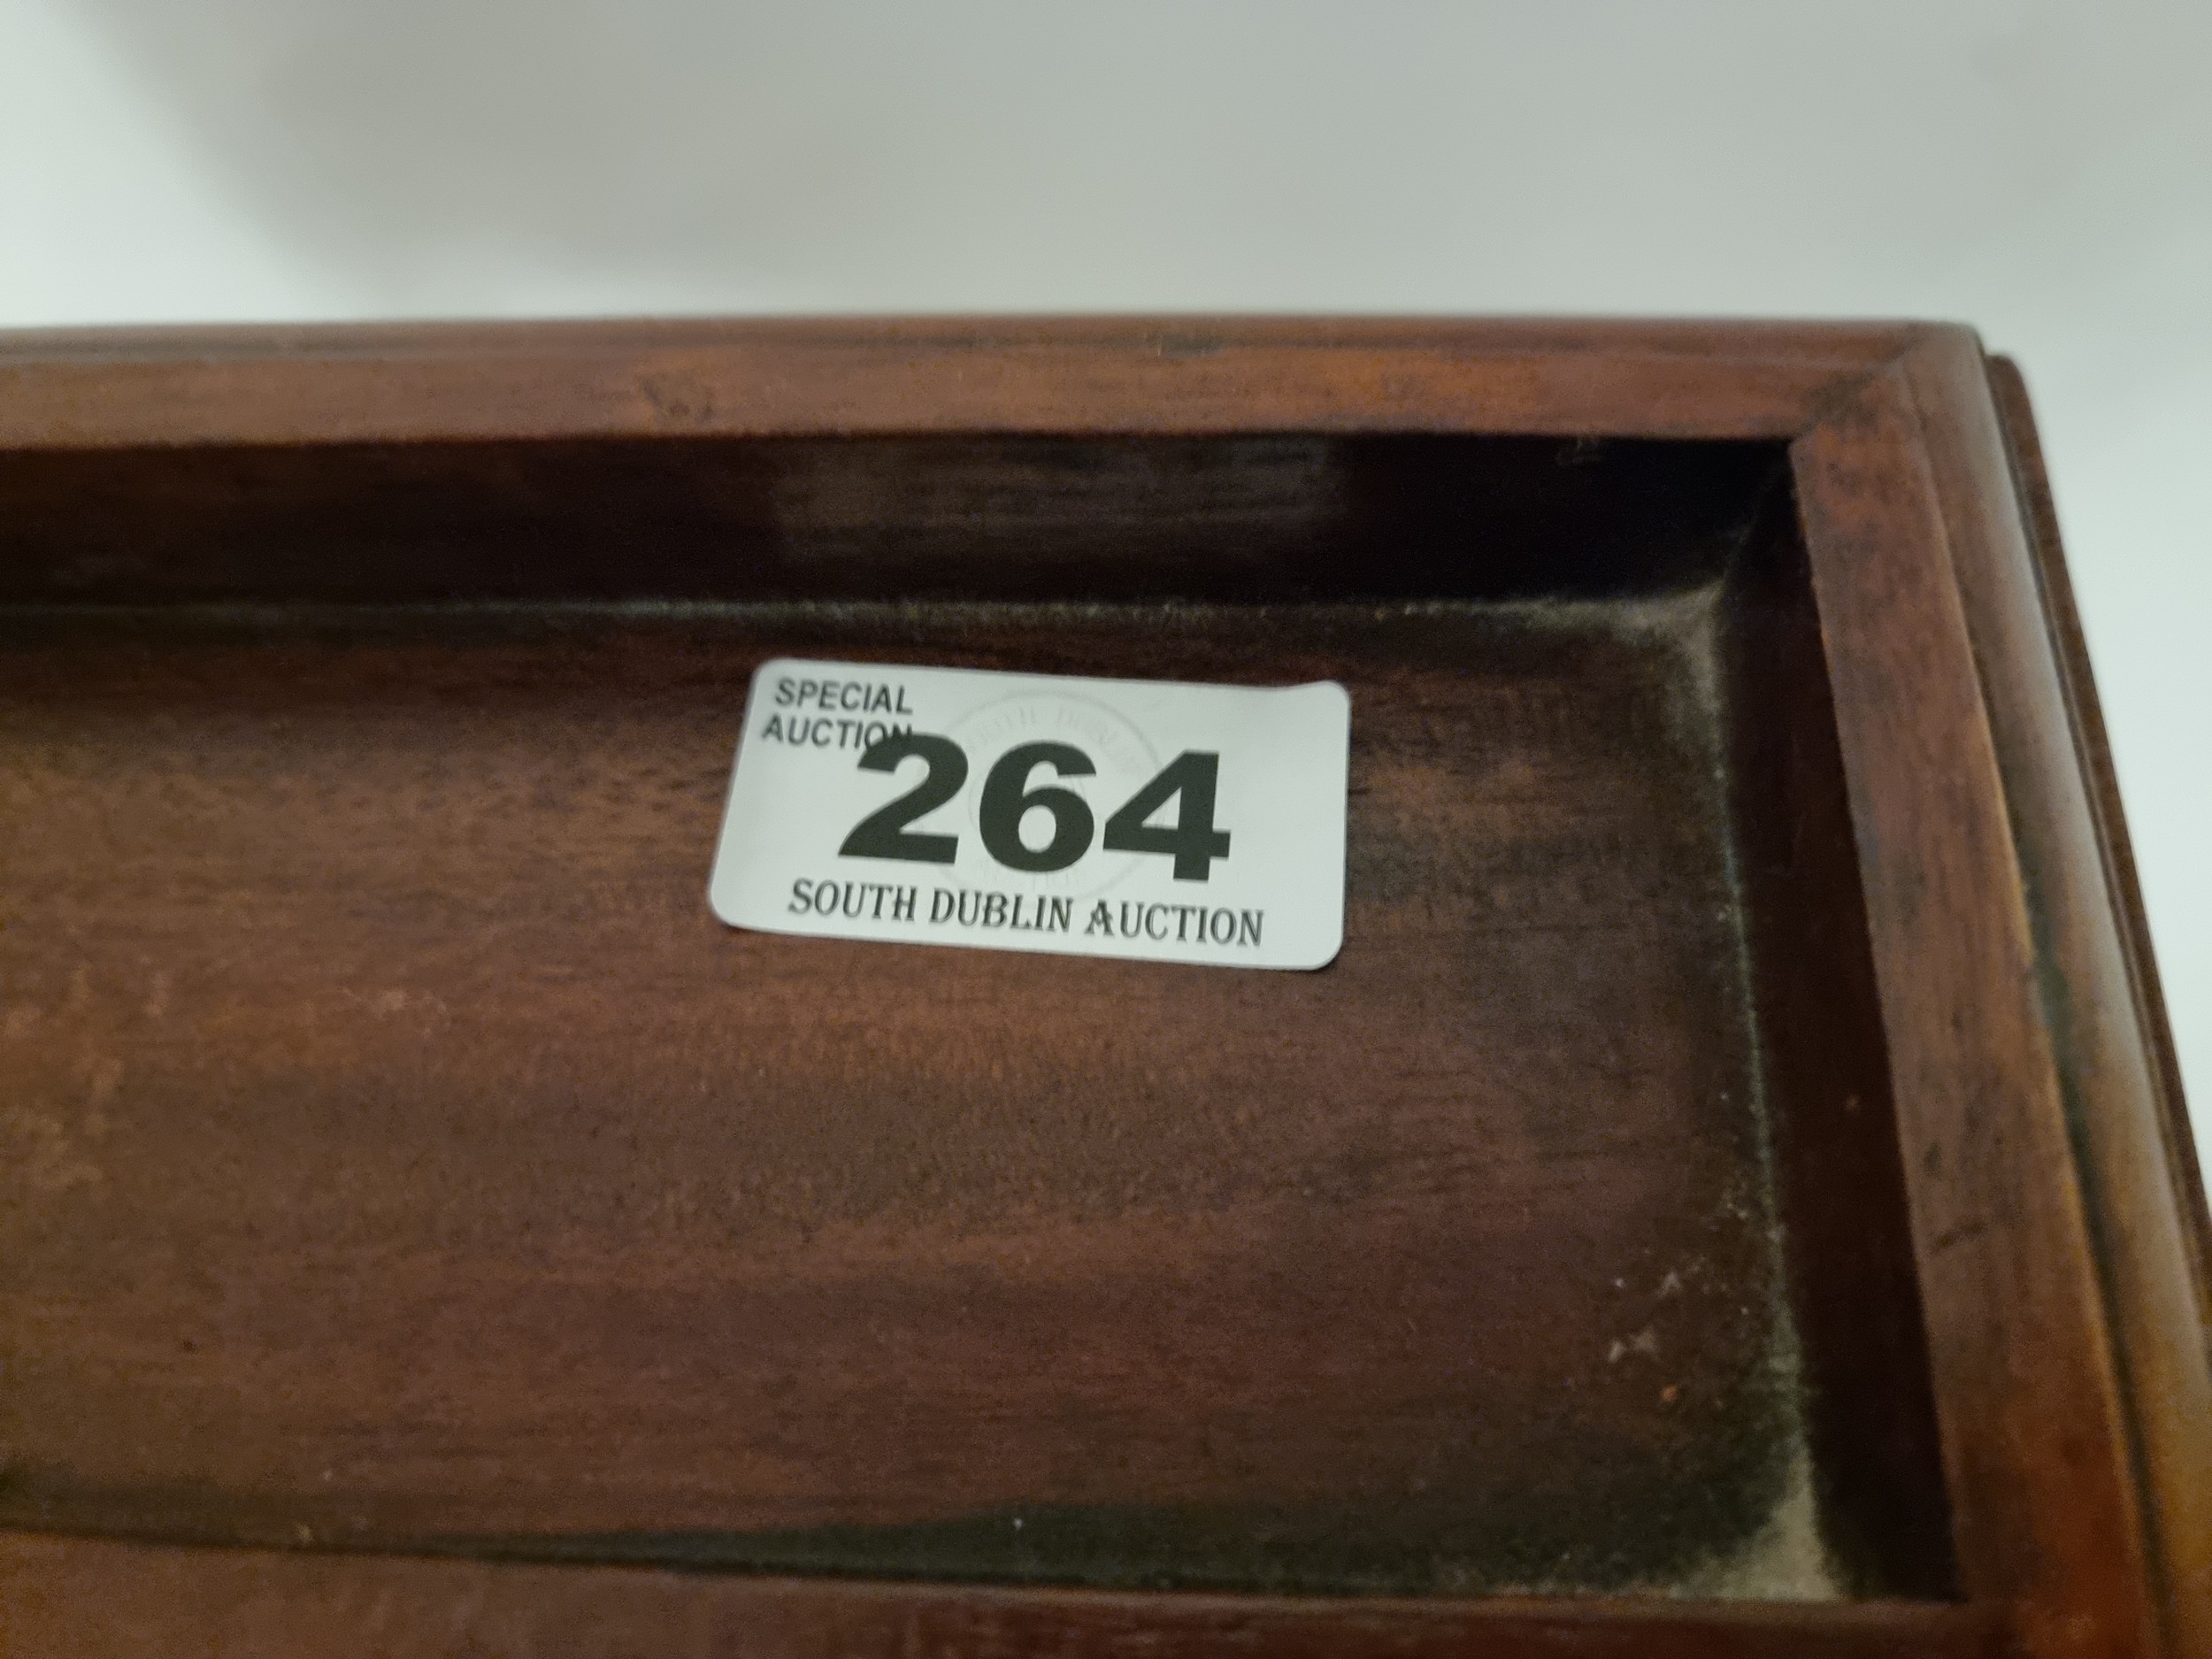 SPECIAL
AUCTION
264
SOUTH DUBLIN AUCTION